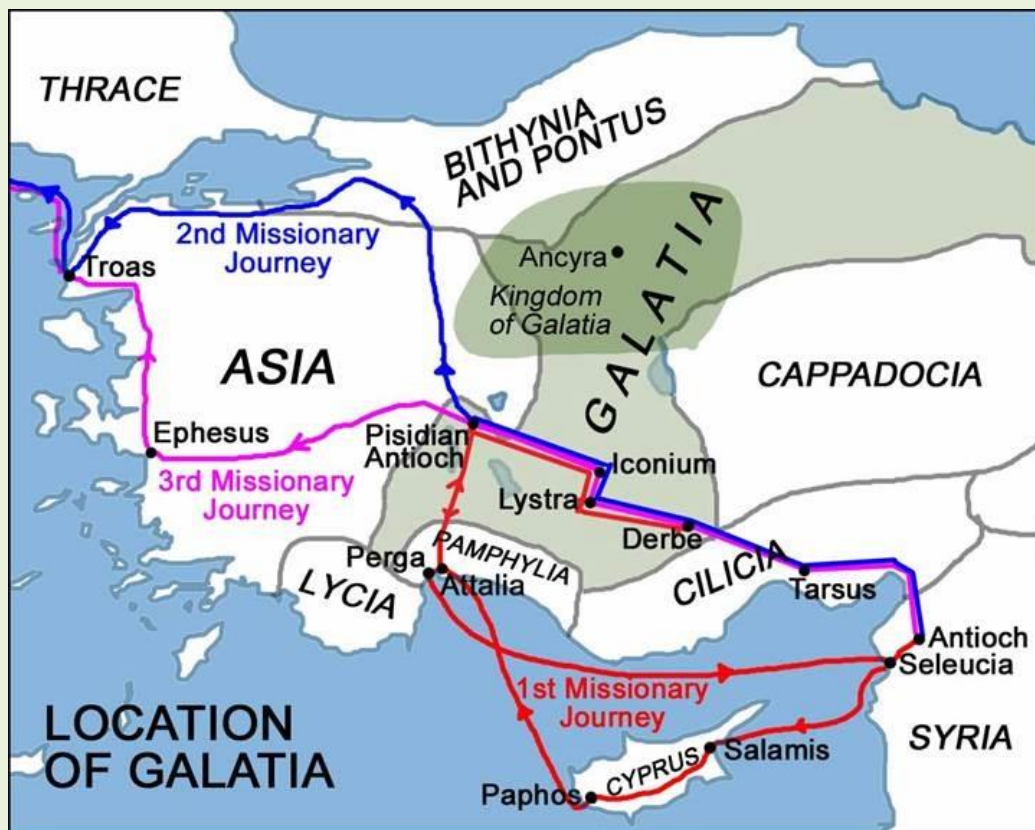 THRACE
BITHYNIA
AND PONTUS
2nd Missionary
Journey
Troas
Ancyra
Kingdom
of Galatia
GALATIA
ASIA
CAPPADOCIA
Ephesus
Pisidian
Antioch
3rd Missionary
Journey
Iconium
Lystra
Derbe
Perga
PAMPHYLIA
Attalia
LYCIA
CILICIA
Tarsus
Antioch
Seleucia
1st Missionary
Journey
SYRIA
LOCATION
OF GALATIA
Salamis
CYPRUS
Paphos